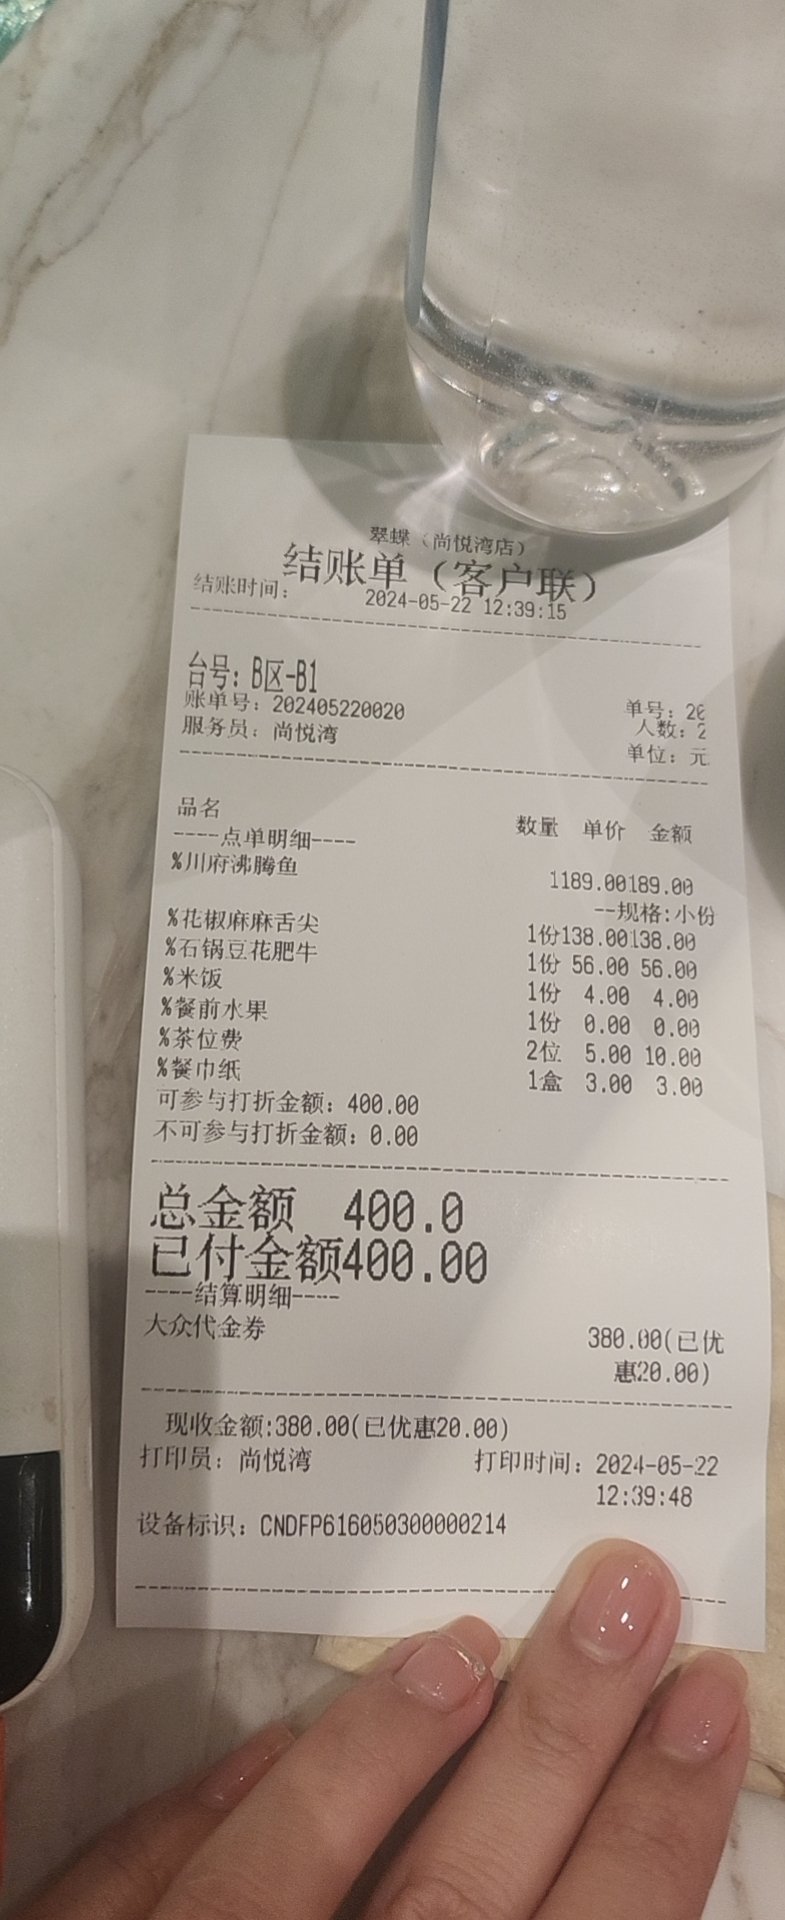 翠蝶（尚悦湾店）
结账单（客户联）
结账时间： 2024-05-22 12:39:15
台号：B区-B1
账单号：202405220020 单号：20
服务员：尚悦湾 人数：2
单位：元
品名 数量 单价 金额
----点单明细----
%川府沸腾鱼 1189.00189.00
--规格:小份
%花椒麻麻舌尖 1份138.00138.00
%石锅豆花肥牛 1份 56.00 56.00
%米饭 1份 4.00 4.00
%餐前水果 1份 0.00 0.00
%茶位费 2位 5.00 10.00
%餐巾纸 1盒 3.00 3.00
可参与打折金额：400.00
不可参与打折金额：0.00
总金额 400.0
已付金额400.00
----结算明细----
大众代金券 380.00(已优
惠20.00)
现收金额:380.00(已优惠20.00)
打印员：尚悦湾 打印时间：2024-05-22
12:39:48
设备标识：CNDFP616050300000214